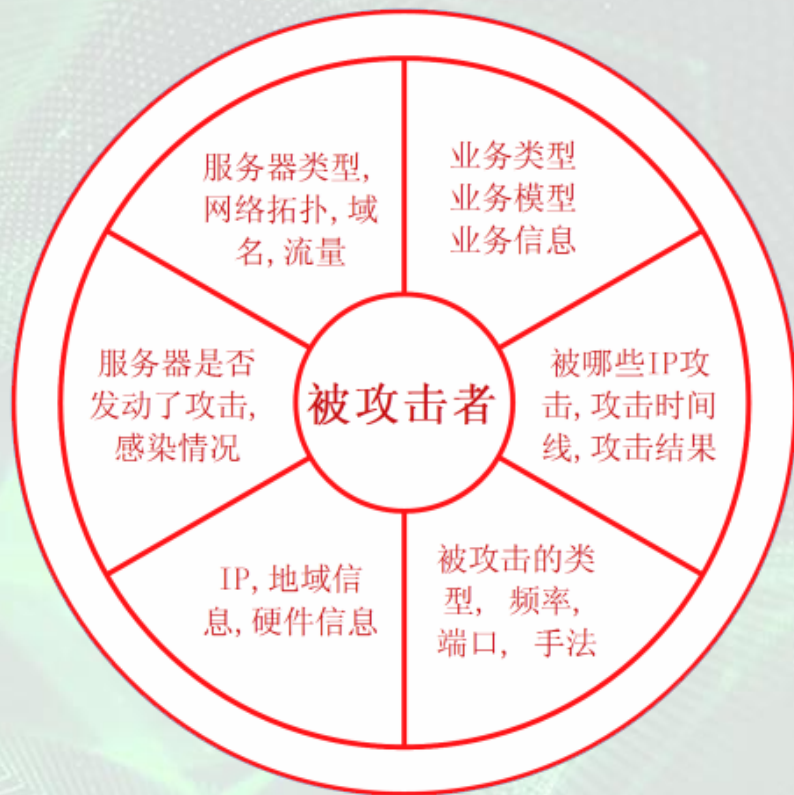 服务器类型,
网络拓扑, 域
名, 流量
业务类型
业务模型
业务信息
服务器是否
发动了攻击,
感染情况
被攻击者
被哪些IP攻
击, 攻击时间
线, 攻击结果
IP, 地域信
息, 硬件信息
被攻击的类
型, 频率,
端口, 手法